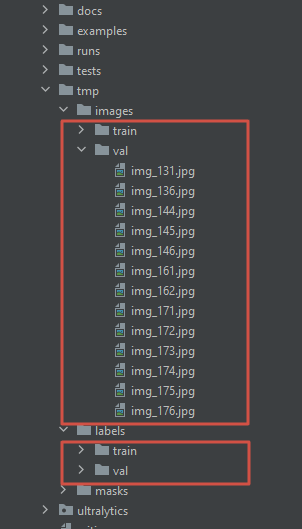 docs
examples
runs
tests
tmp
images
train
val
img_131.jpg
img_136.jpg
img_144.jpg
img_145.jpg
img_146.jpg
img_161.jpg
img_162.jpg
img_171.jpg
img_172.jpg
img_173.jpg
img_174.jpg
img_175.jpg
img_176.jpg
labels
train
val
masks
ultralytics